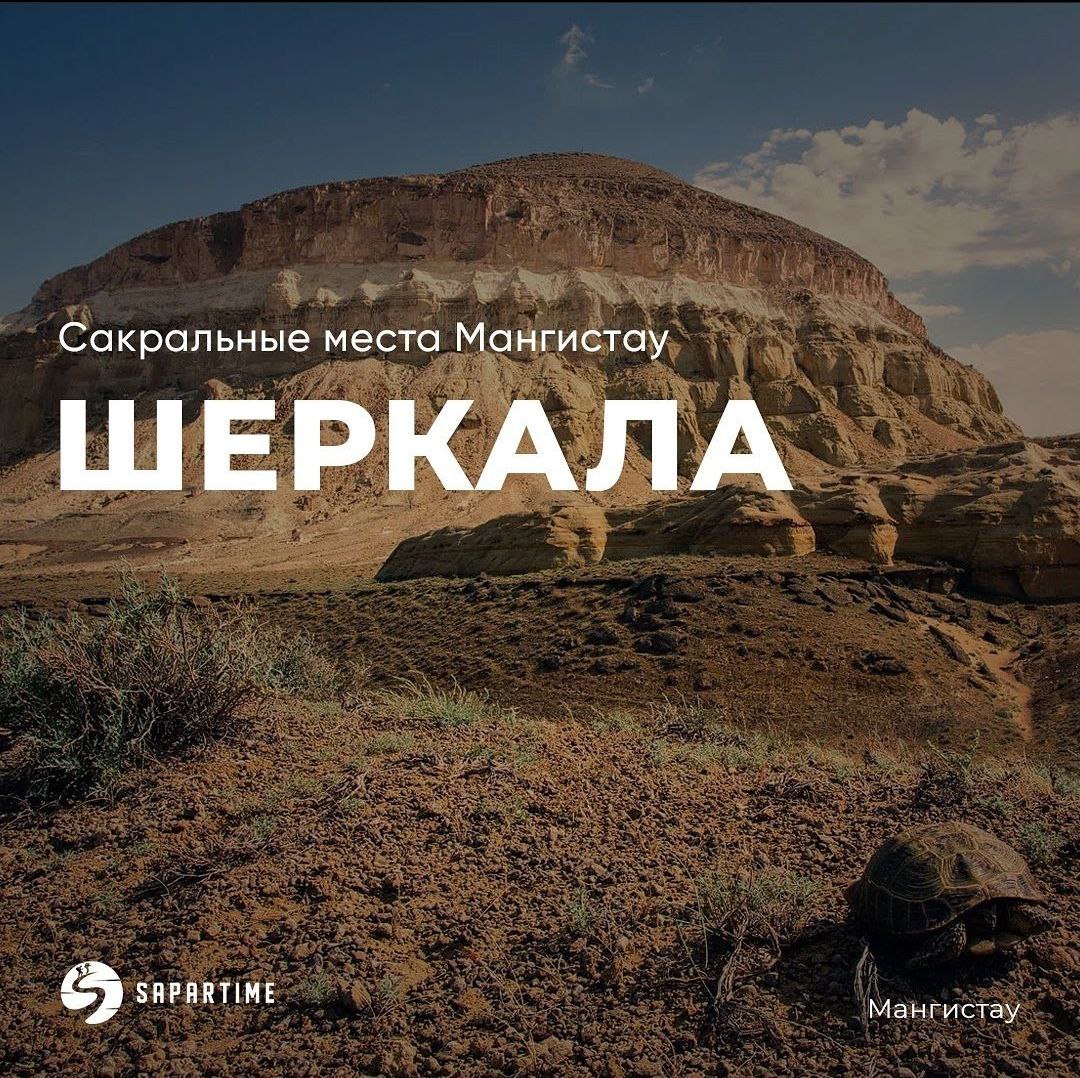 Сакральные места Мангистау
ШЕРКАЛА
SAPARTIME
Мангистау